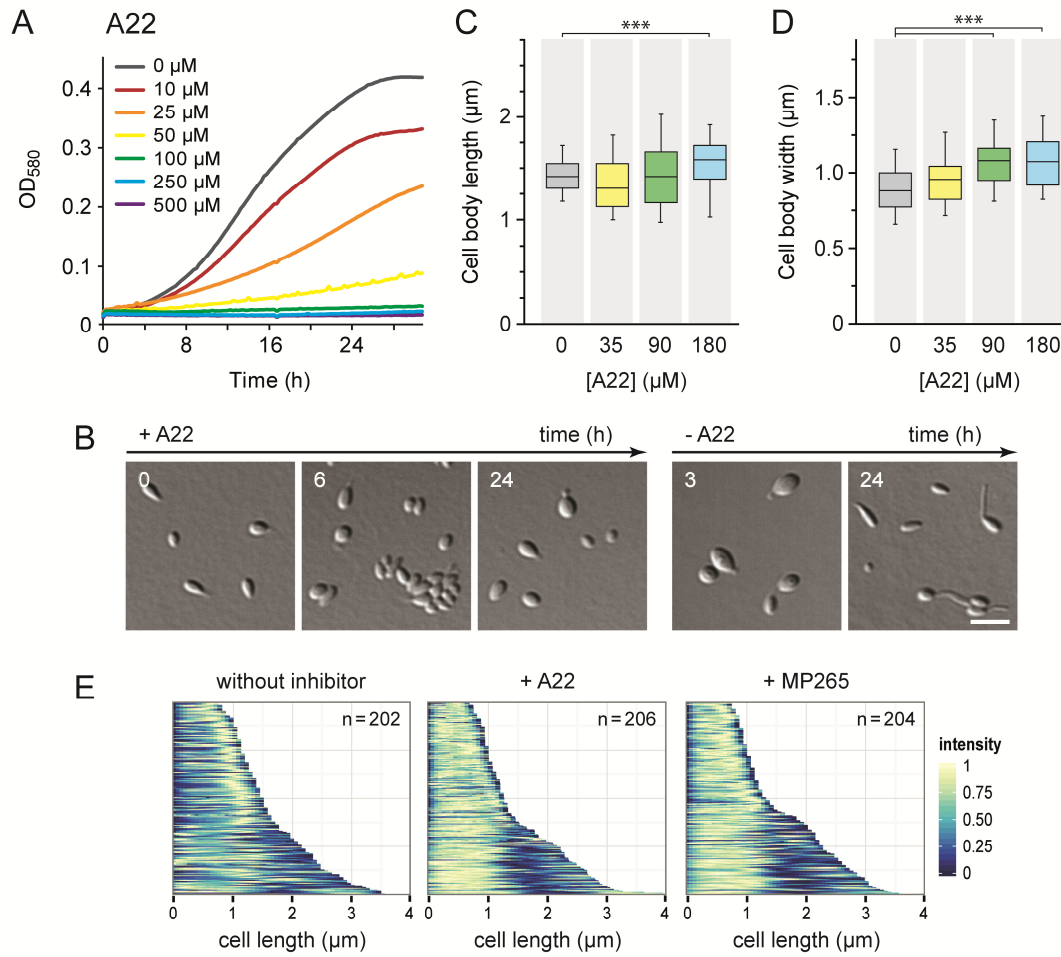 A
A22
0 µM
10 µM
25 µM
50 µM
100 µM
250 µM
500 µM
OD580
0.4
0.3
0.2
0.1
0
0 8 16 24
Time (h)
C
***
Cell body length (µm)
2
1
0
0 35 90 180
[A22] (µM)
D
***
Cell body width (µm)
1.5
1.0
0.5
0
0 35 90 180
[A22] (µM)
B
+ A22 time (h)
- A22 time (h)
0
6
24
3
24
E
without inhibitor
n = 202
0 1 2 3 4
cell length (µm)
+ A22
n = 206
0 1 2 3 4
cell length (µm)
+ MP265
n = 204
0 1 2 3 4
cell length (µm)
intensity
1
0.75
0.50
0.25
0